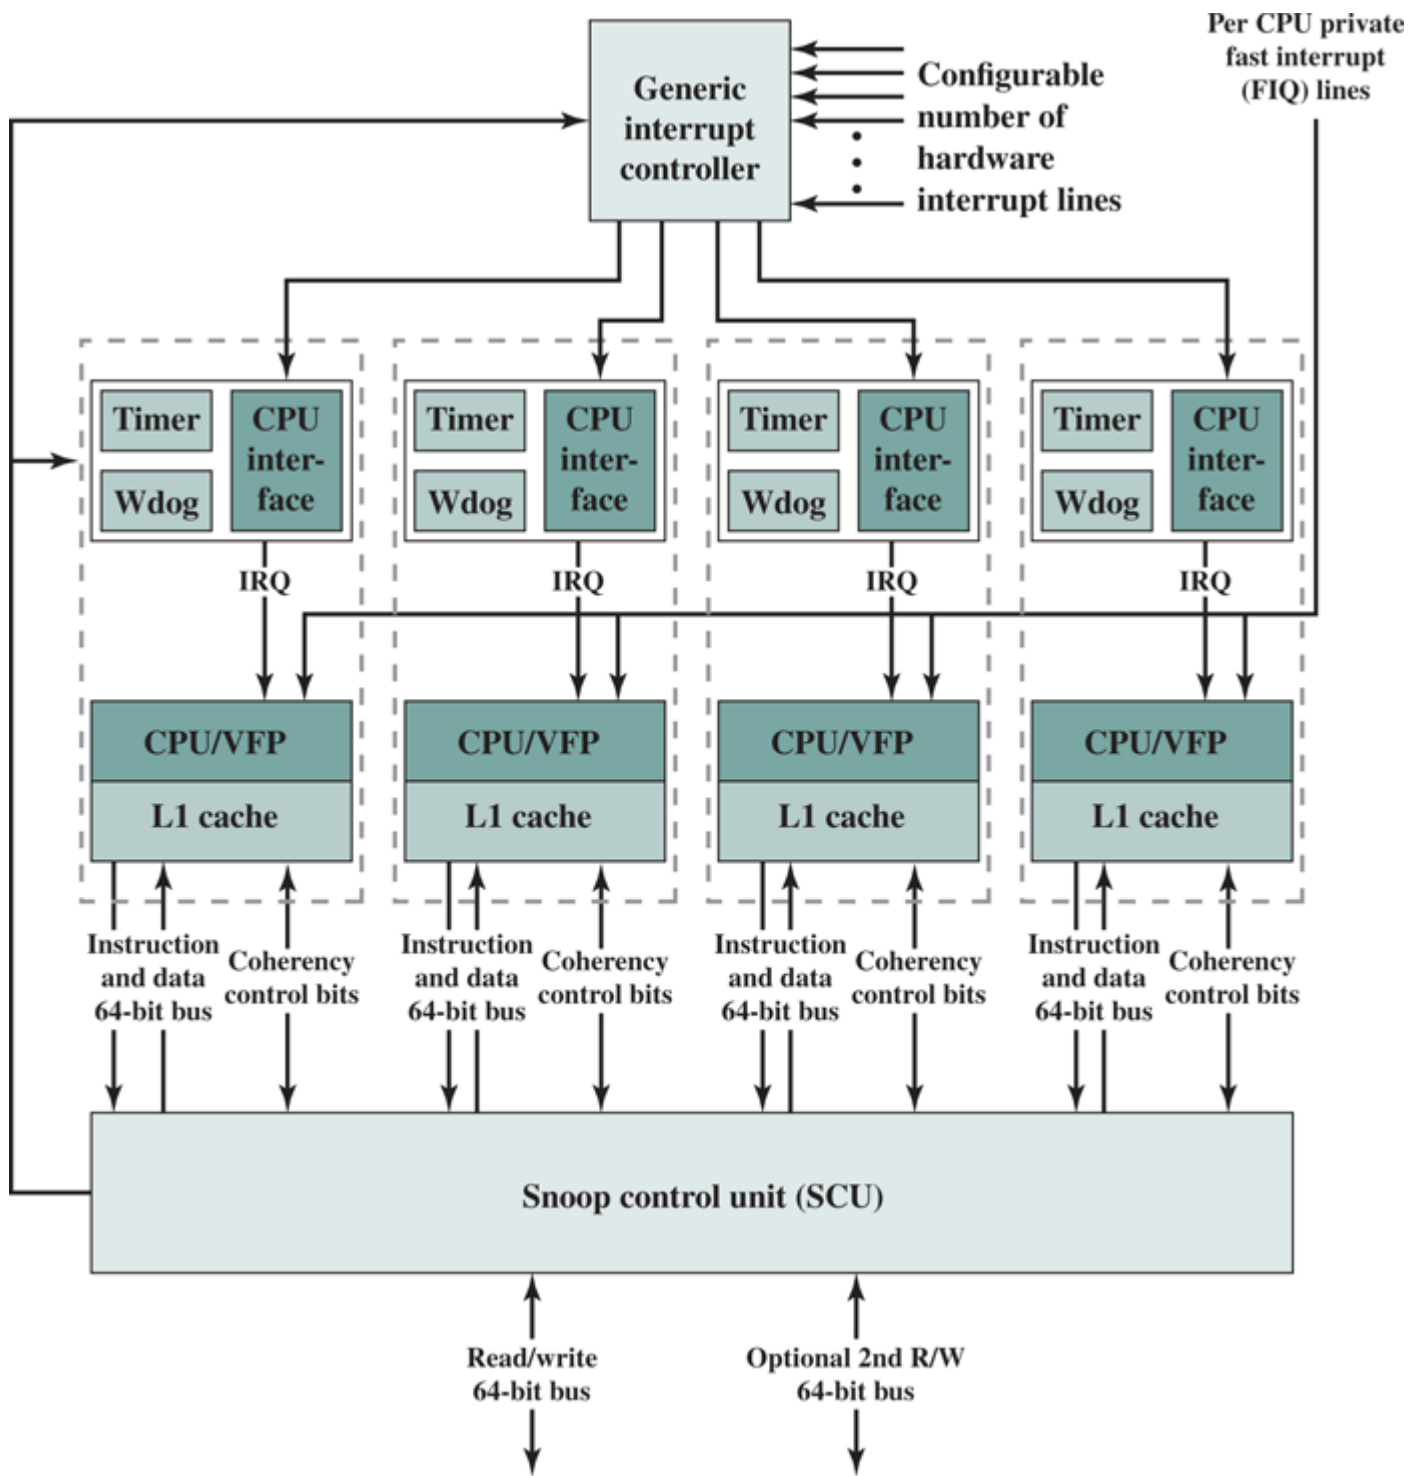 Per CPU private
fast interrupt
(FIQ) lines
Generic
interrupt
controller
Configurable
number of
hardware
interrupt lines
Timer
Wdog
CPU
inter-
face
Timer
Wdog
CPU
inter-
face
Timer
Wdog
CPU
inter-
face
Timer
Wdog
CPU
inter-
face
IRQ
IRQ
IRQ
IRQ
CPU/VFP
L1 cache
CPU/VFP
L1 cache
CPU/VFP
L1 cache
CPU/VFP
L1 cache
Instruction
and data
64-bit bus
Coherency
control bits
Instruction
and data
64-bit bus
Coherency
control bits
Instruction
and data
64-bit bus
Coherency
control bits
Instruction
and data
64-bit bus
Coherency
control bits
Snoop control unit (SCU)
Read/write
64-bit bus
Optional 2nd R/W
64-bit bus